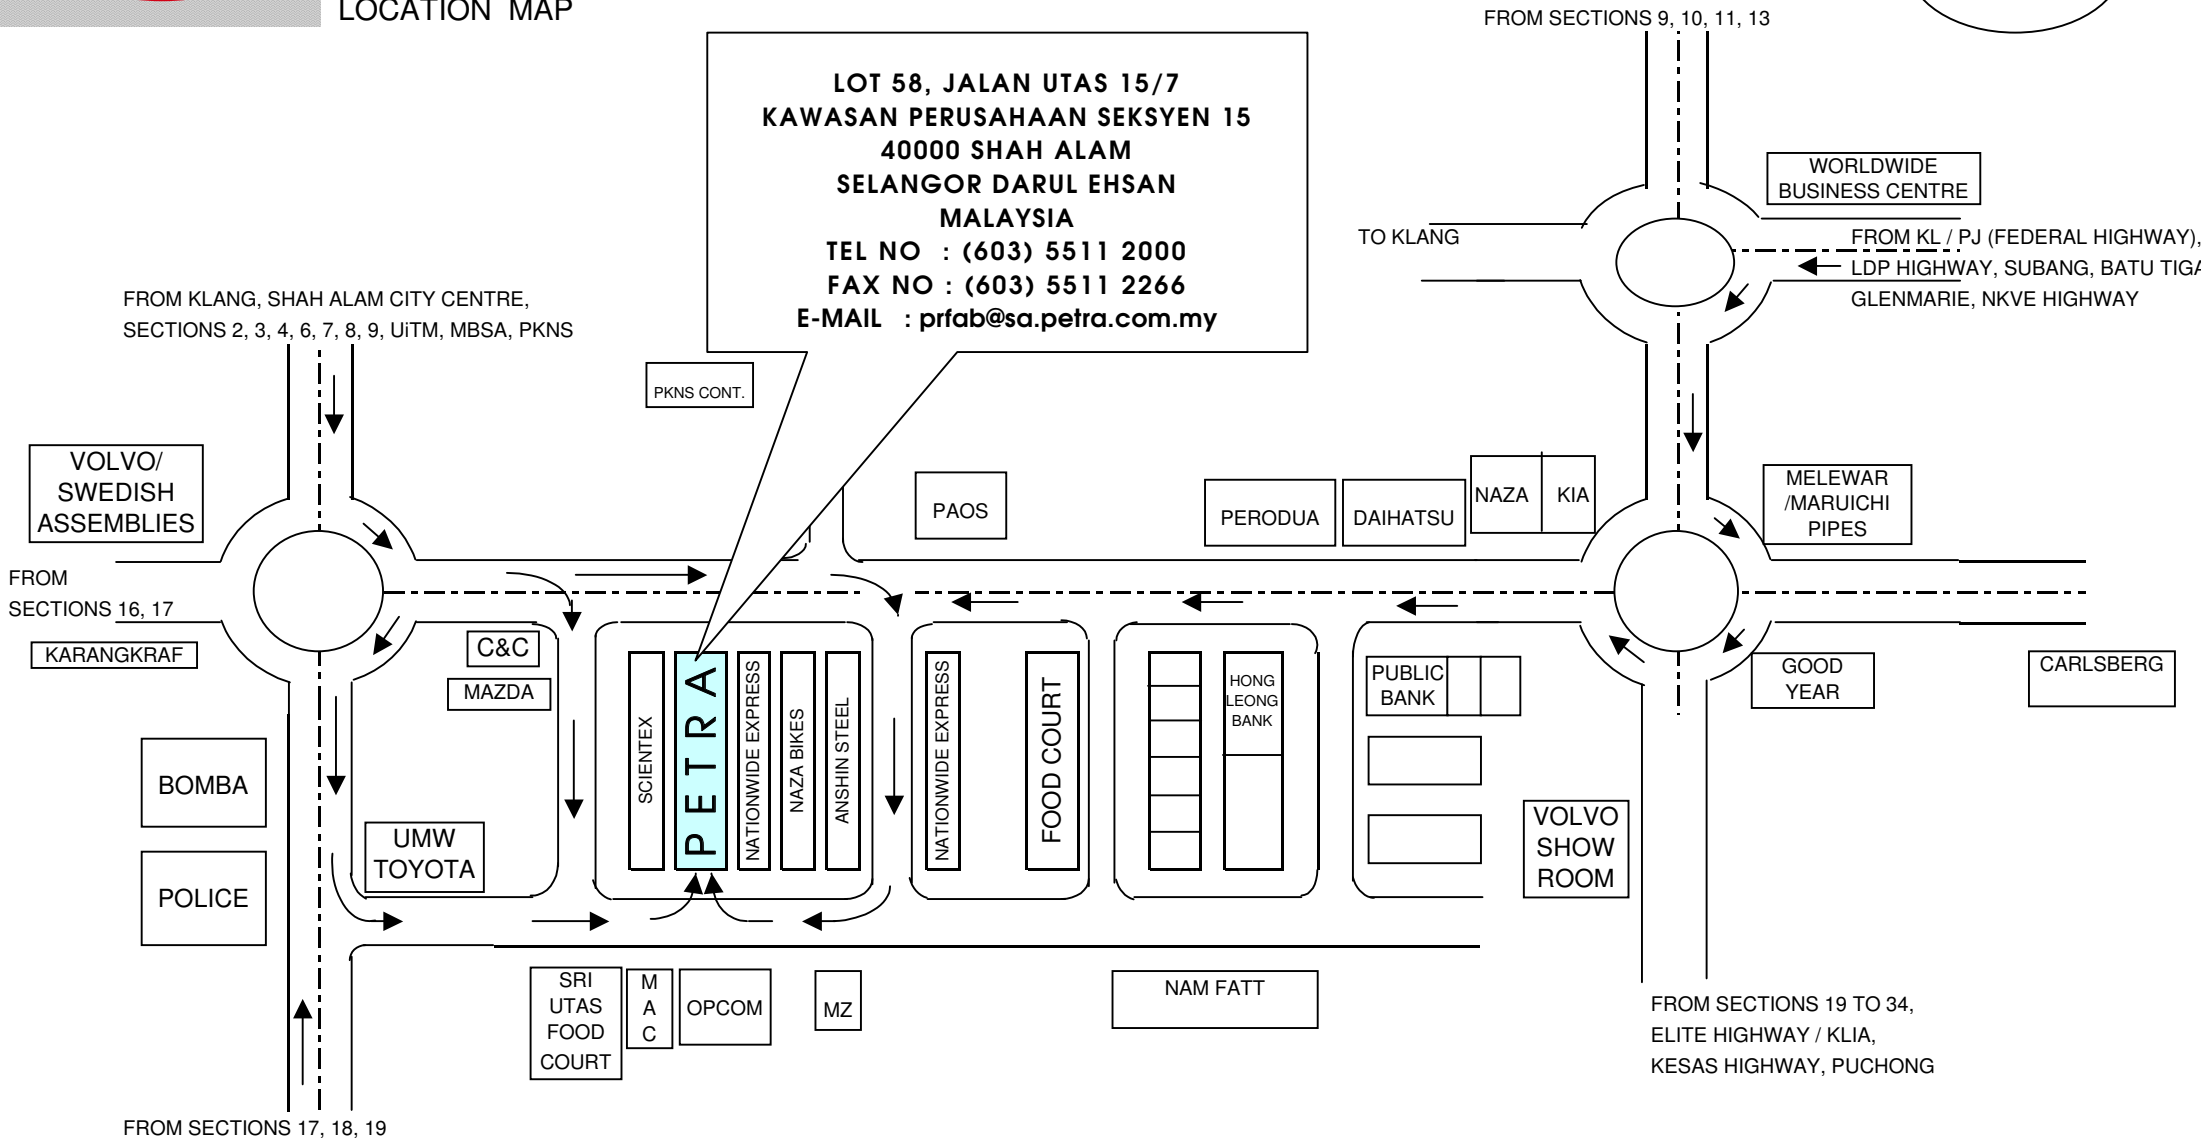 LOCATION MAP
FROM SECTIONS 9, 10, 11, 13
LOT 58, JALAN UTAS 15/7
KAWASAN PERUSAHAAN SEKSYEN 15
40000 SHAH ALAM
SELANGOR DARUL EHSAN
MALAYSIA
TEL NO : (603) 5511 2000
FAX NO : (603) 5511 2266
E-MAIL : prfab@sa.petra.com.my
WORLDWIDE
BUSINESS CENTRE
TO KLANG
FROM KL / PJ (FEDERAL HIGHWAY),
LDP HIGHWAY, SUBANG, BATU TIGA
GLENMARIE, NKVE HIGHWAY
FROM KLANG, SHAH ALAM CITY CENTRE,
SECTIONS 2, 3, 4, 6, 7, 8, 9, UiTM, MBSA, PKNS
PKNS CONT.
VOLVO/
SWEDISH
ASSEMBLIES
PAOS
PERODUA
DAIHATSU
NAZA
KIA
MELEWAR
/MARUICHI
PIPES
FROM
SECTIONS 16, 17
KARANGKRAF
C&C
MAZDA
SCIENTEX
PETRA
NATIONWIDE EXPRESS
NAZA BIKES
ANSHIN STEEL
NATIONWIDE EXPRESS
FOOD COURT
HONG
LEONG
BANK
PUBLIC
BANK
GOOD
YEAR
CARLSBERG
BOMBA
POLICE
UMW
TOYOTA
VOLVO
SHOW
ROOM
SRI
UTAS
FOOD
COURT
M
A
C
OPCOM
MZ
NAM FATT
FROM SECTIONS 19 TO 34,
ELITE HIGHWAY / KLIA,
KESAS HIGHWAY, PUCHONG
FROM SECTIONS 17, 18, 19